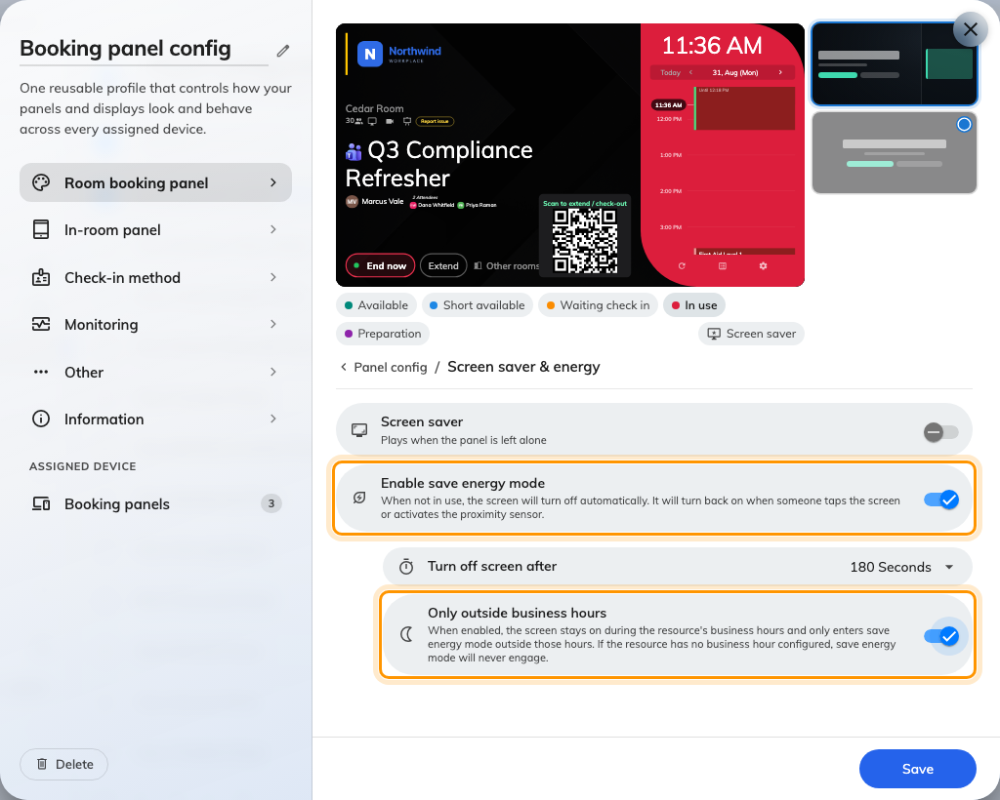 Booking panel config
One reusable profile that controls how your
panels and displays look and behave
across every assigned device.
Room booking panel
In-room panel
Check-in method
Monitoring
Other
Information
ASSIGNED DEVICE
Booking panels
3
Delete
N
Northwind
WORKPLACE
Cedar Room
30
Report issue
Q3 Compliance
Refresher
MV
Marcus Vale
2 Attendees
Dana Whitfield
Priya Raman
Scan to extend / check-out
End now
Extend
Other rooms
11:36 AM
Today
31, Aug (Mon)
Until 12:18 PM
11:36 AM
12:00 PM
1:00 PM
2:00 PM
3:00 PM
First Aid Level 1
Available
Short available
Waiting check in
In use
Preparation
Screen saver
Panel config / Screen saver & energy
Screen saver
Plays when the panel is left alone
Enable save energy mode
When not in use, the screen will turn off automatically. It will turn back on when someone taps the screen
or activates the proximity sensor.
Turn off screen after
180 Seconds
Only outside business hours
When enabled, the screen stays on during the resource's business hours and only enters save
energy mode outside those hours. If the resource has no business hour configured, save energy
mode will never engage.
Save